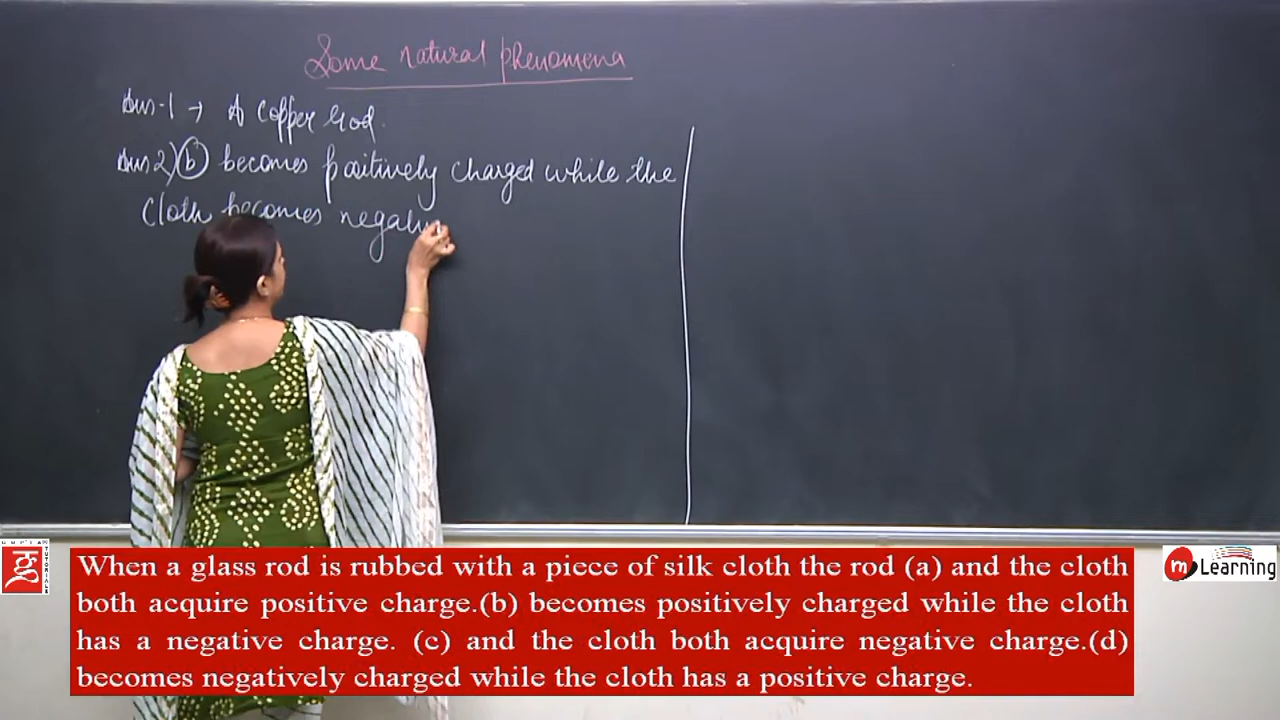 Some natural phenomena
Ans-1 → A Copper rod.
Ans 2) (b) becomes positively charged while the
Cloth becomes negativ
When a glass rod is rubbed with a piece of silk cloth the rod (a) and the cloth
both acquire positive charge.(b) becomes positively charged while the cloth
has a negative charge. (c) and the cloth both acquire negative charge.(d)
becomes negatively charged while the cloth has a positive charge.
GUPTA
TUTORIALS
m Learning